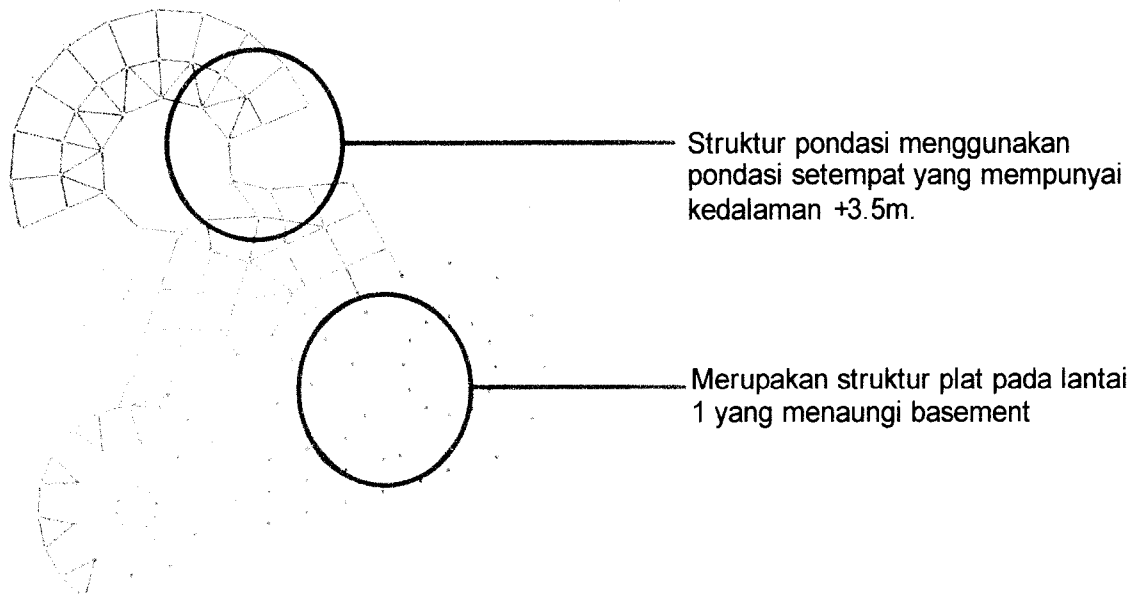 Struktur pondasi menggunakan
pondasi setempat yang mempunyai
kedalaman +3.5m.
Merupakan struktur plat pada lantai
1 yang menaungi basement